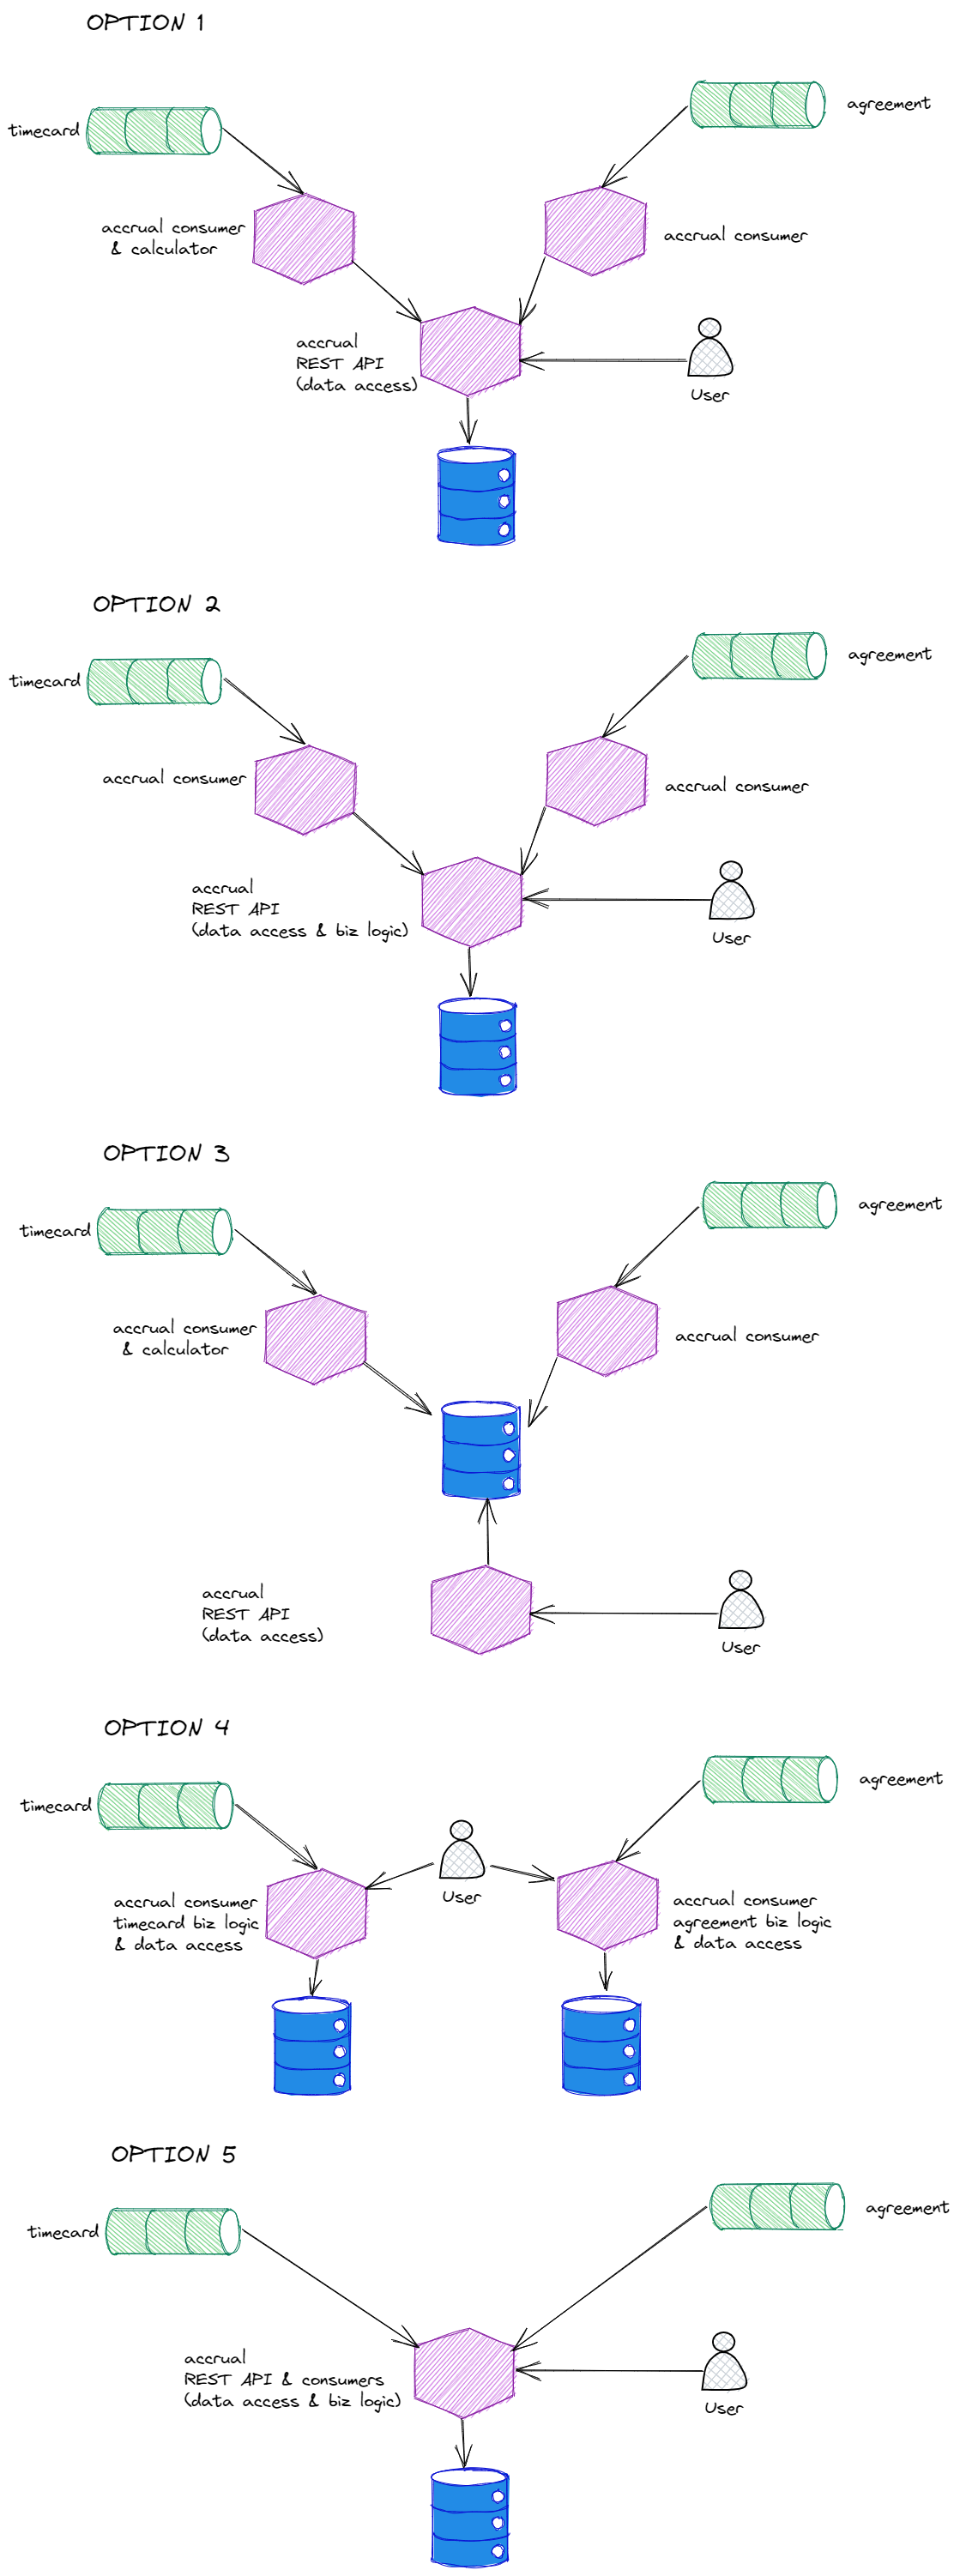 OPTION 1
timecard
agreement
accrual consumer
& calculator
accrual consumer
accrual
REST API
(data access)
User
OPTION 2
timecard
agreement
accrual consumer
accrual consumer
accrual
REST API
(data access & biz logic)
User
OPTION 3
timecard
agreement
accrual consumer
& calculator
accrual consumer
accrual
REST API
(data access)
User
OPTION 4
timecard
agreement
User
accrual consumer
timecard biz logic
& data access
accrual consumer
agreement biz logic
& data access
OPTION 5
timecard
agreement
accrual
REST API & consumers
(data access & biz logic)
User